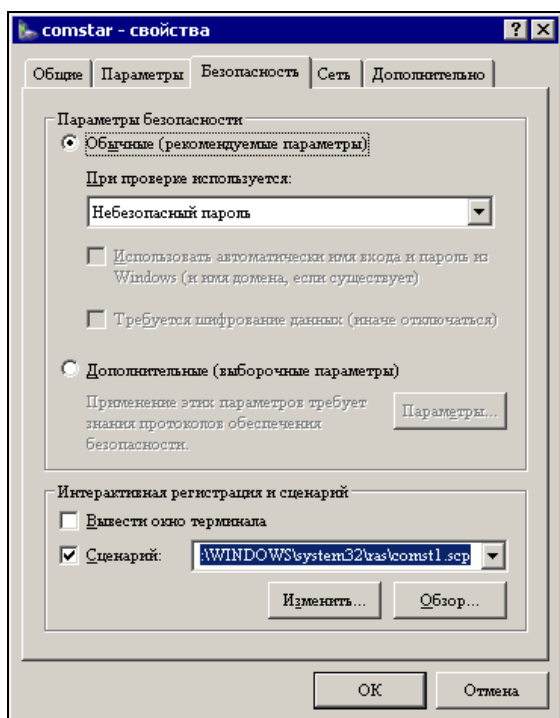 comstar - свойства
Общие Параметры Безопасность Сеть Дополнительно
Параметры безопасности
Обычные (рекомендуемые параметры)
При проверке используется:
Небезопасный пароль
Использовать автоматически имя входа и пароль из
Windows (и имя домена, если существует)
Требуется шифрование данных (иначе отключаться)
Дополнительные (выборочные параметры)
Применение этих параметров требует
знания протоколов обеспечения
безопасности.
Параметры...
Интерактивная регистрация и сценарий
Вывести окно терминала
Сценарий: :\WINDOWS\system32\ras\comst1.scp
Изменить... Обзор...
ОК Отмена